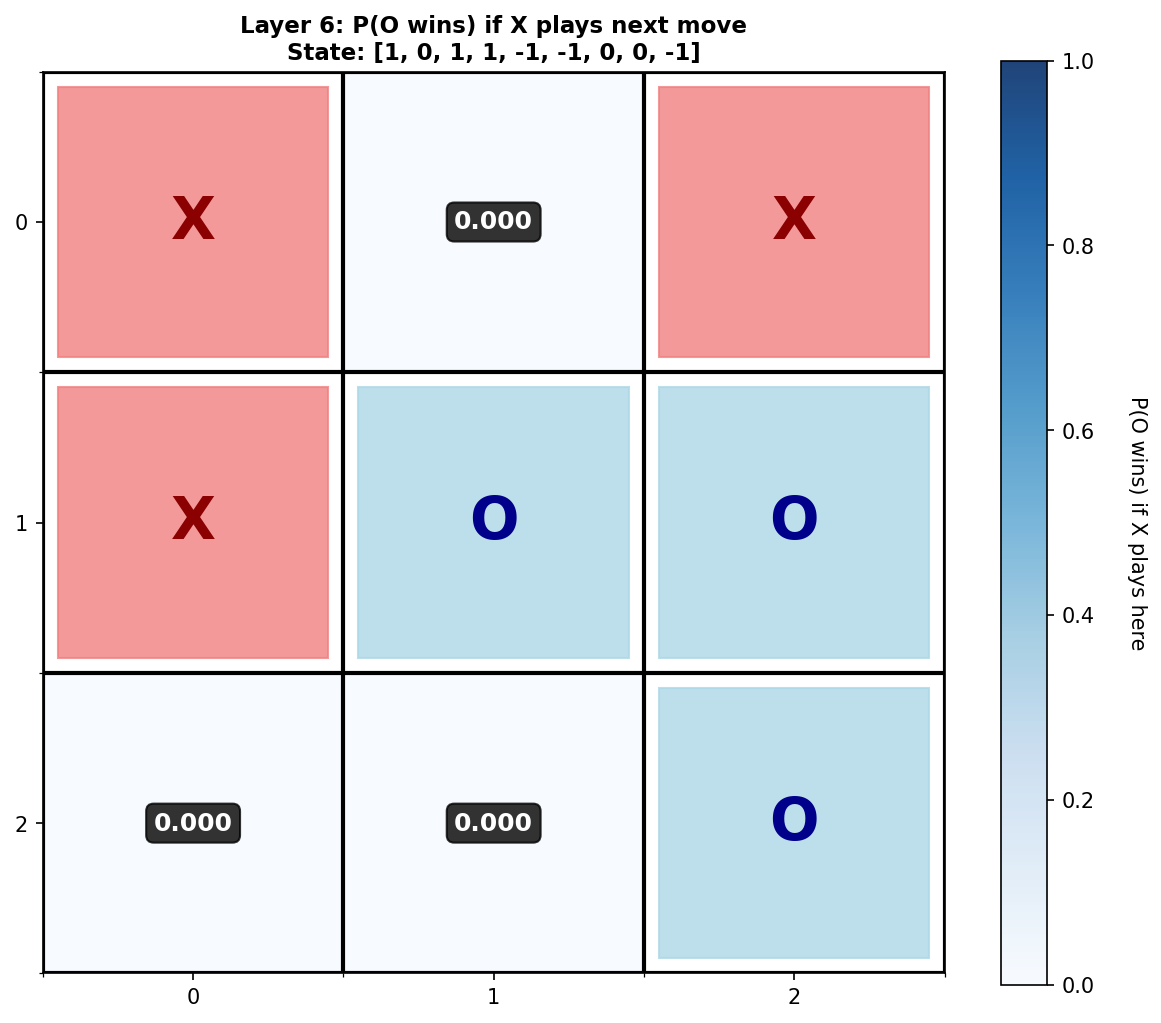 Layer 6: P(O wins) if X plays next move
State: [1, 0, 1, 1, -1, -1, 0, 0, -1]
X
0.000
X
X
O
O
0.000
0.000
O
0
1
2
0
1
2
1.0
0.8
0.6
0.4
0.2
0.0
P(O wins) if X plays here